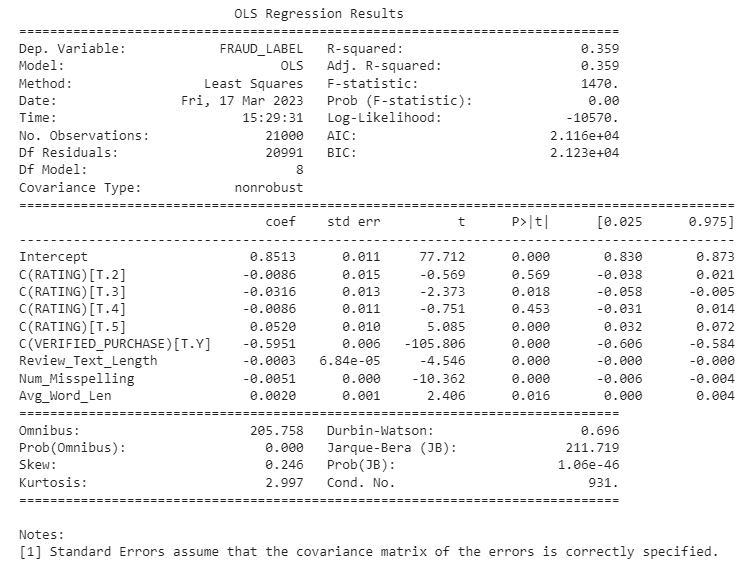 OLS Regression Results
==============================================================================
Dep. Variable: FRAUD_LABEL R-squared: 0.359
Model: OLS Adj. R-squared: 0.359
Method: Least Squares F-statistic: 1470.
Date: Fri, 17 Mar 2023 Prob (F-statistic): 0.00
Time: 15:29:31 Log-Likelihood: -10570.
No. Observations: 21000 AIC: 2.116e+04
Df Residuals: 20991 BIC: 2.123e+04
Df Model: 8
Covariance Type: nonrobust
==========================================================================================
coef std err t P>|t| [0.025 0.975]
------------------------------------------------------------------------------------------
Intercept 0.8513 0.011 77.712 0.000 0.830 0.873
C(RATING)[T.2] -0.0086 0.015 -0.569 0.569 -0.038 0.021
C(RATING)[T.3] -0.0316 0.013 -2.373 0.018 -0.058 -0.005
C(RATING)[T.4] -0.0086 0.011 -0.751 0.453 -0.031 0.014
C(RATING)[T.5] 0.0520 0.010 5.085 0.000 0.032 0.072
C(VERIFIED_PURCHASE)[T.Y] -0.5951 0.006 -105.806 0.000 -0.606 -0.584
Review_Text_Length -0.0003 6.84e-05 -4.546 0.000 -0.000 -0.000
Num_Misspelling -0.0051 0.000 -10.362 0.000 -0.006 -0.004
Avg_Word_Len 0.0020 0.001 2.406 0.016 0.000 0.004
==============================================================================
Omnibus: 205.758 Durbin-Watson: 0.696
Prob(Omnibus): 0.000 Jarque-Bera (JB): 211.719
Skew: 0.246 Prob(JB): 1.06e-46
Kurtosis: 2.997 Cond. No. 931.
==============================================================================
Notes:
[1] Standard Errors assume that the covariance matrix of the errors is correctly specified.